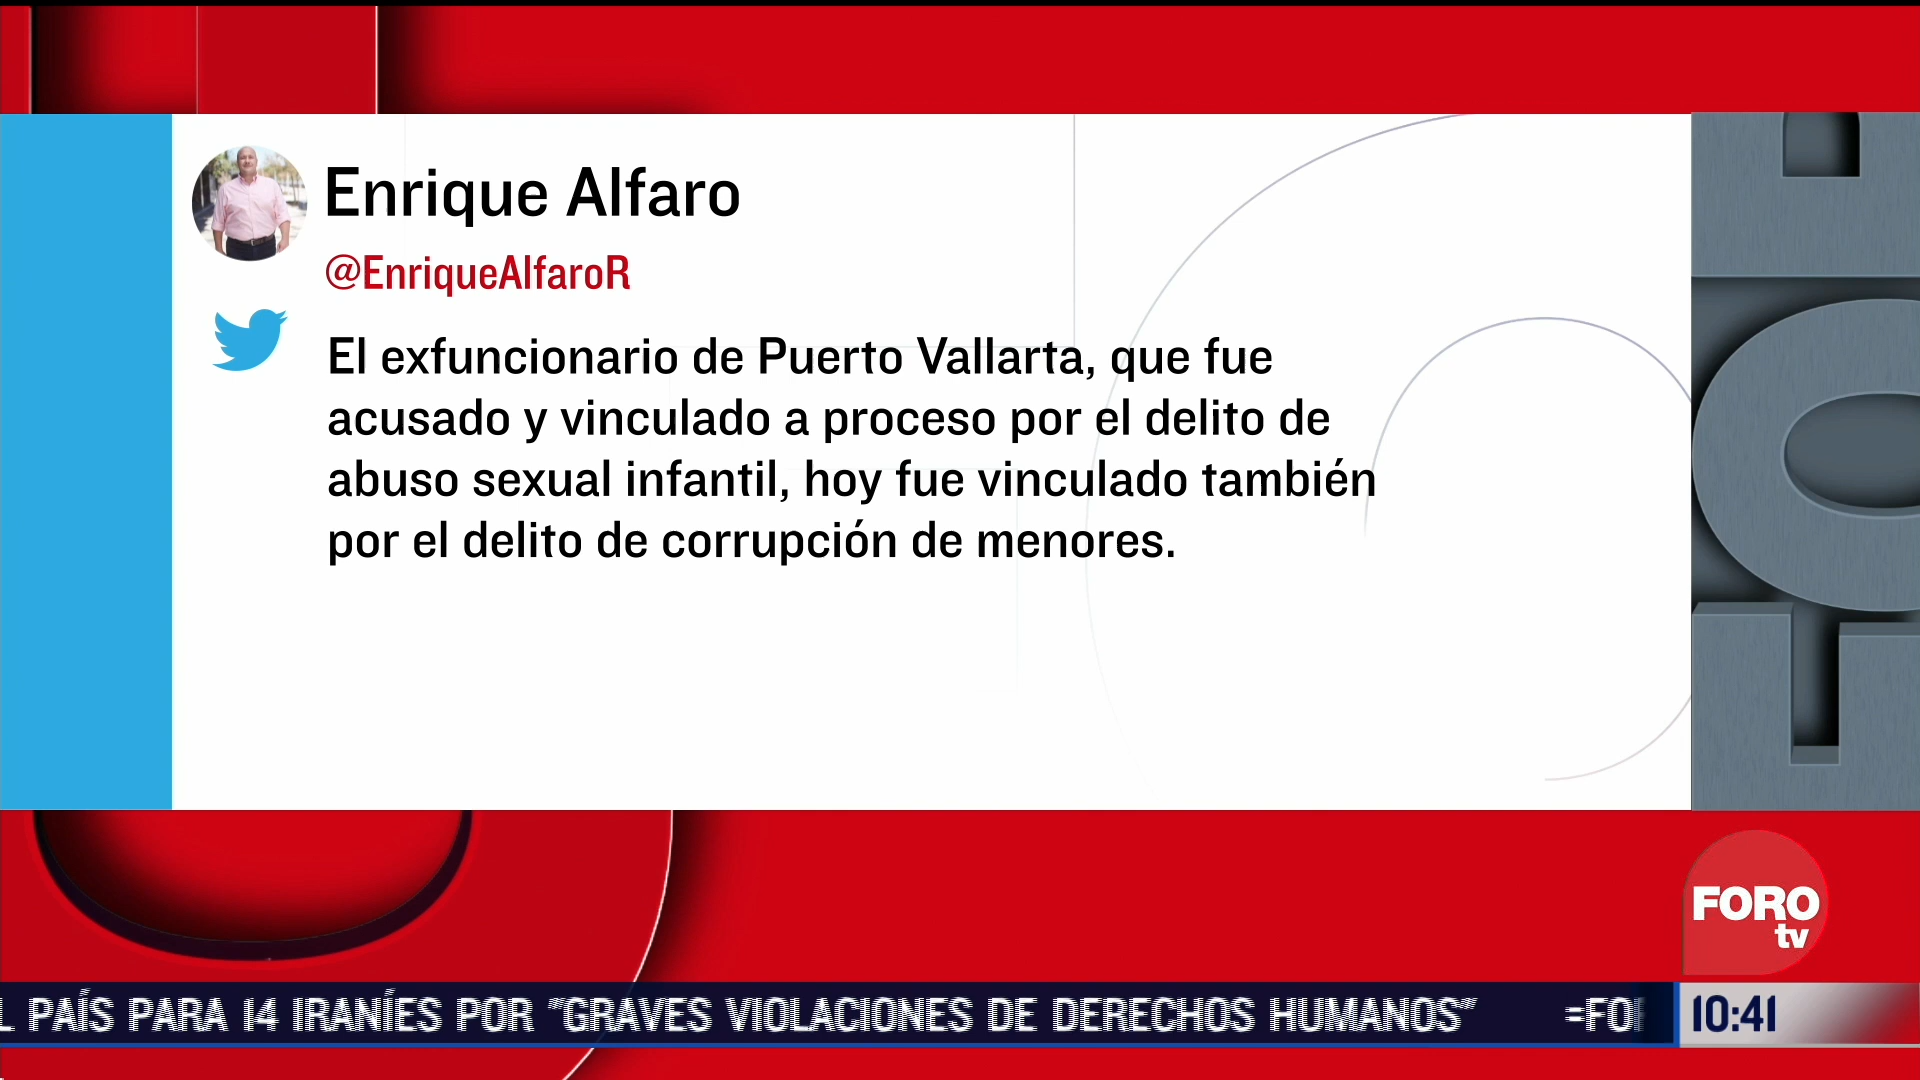 Enrique Alfaro
@EnriqueAlfaroR
El exfuncionario de Puerto Vallarta, que fue
acusado y vinculado a proceso por el delito de
abuso sexual infantil, hoy fue vinculado también
por el delito de corrupción de menores.
FORO
tv
L PAÍS PARA 14 IRANÍES POR "GRAVES VIOLACIONES DE DERECHOS HUMANOS" =FO
10:41